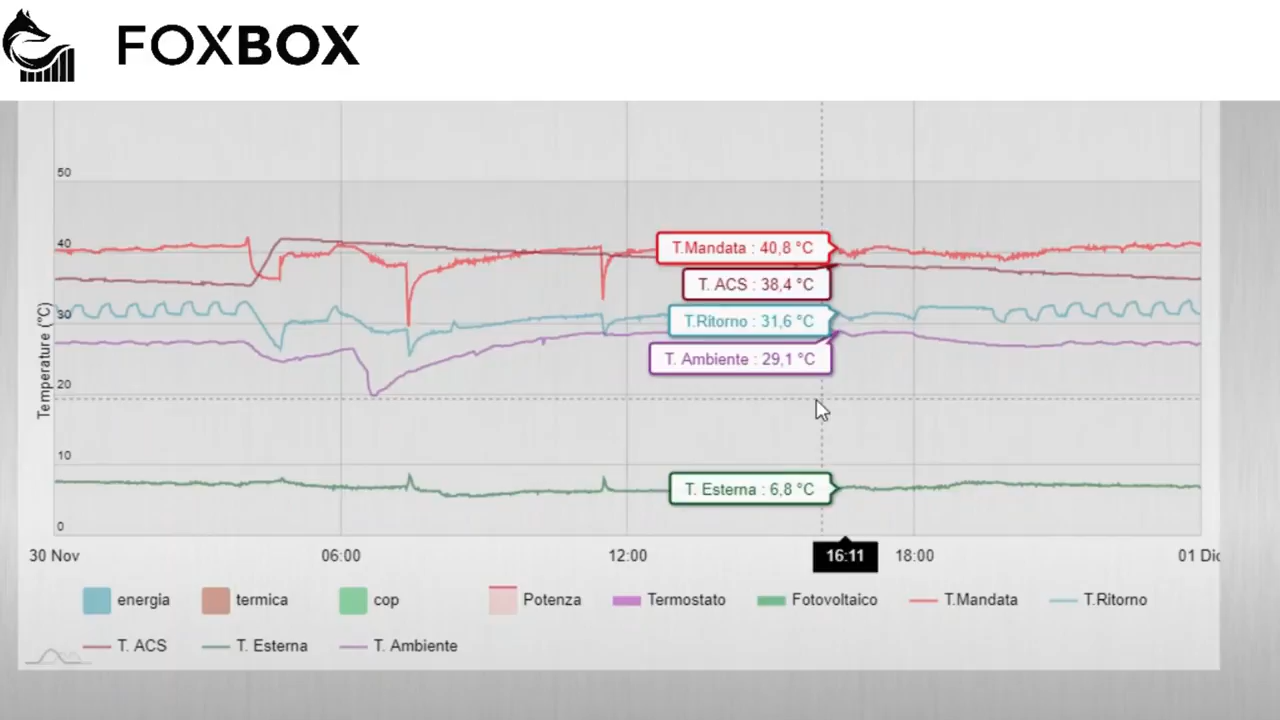 FOXBOX
50
40
30
20
10
0
Temperature (°C)
T.Mandata : 40,8 °C
T. ACS : 38,4 °C
T.Ritorno : 31,6 °C
T. Ambiente : 29,1 °C
T. Esterna : 6,8 °C
30 Nov 06:00 12:00 16:11 18:00 01 Dic
energia termica cop Potenza Termostato Fotovoltaico T.Mandata T.Ritorno
T. ACS T. Esterna T. Ambiente